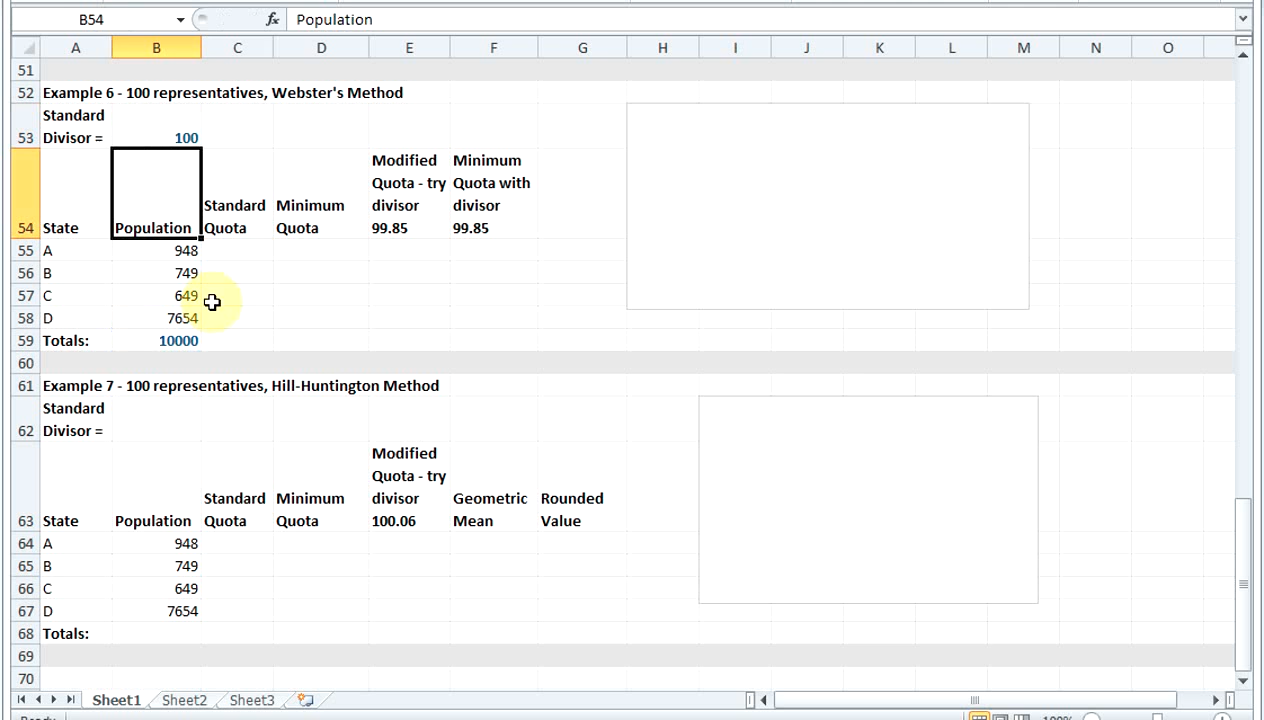 B54 fx Population
A B C D E F G H I J K L M N O
51
52 Example 6 - 100 representatives, Webster's Method
Standard
53 Divisor = 100
Modified Minimum
Quota - try Quota with
Standard Minimum divisor divisor
54 State Population Quota Quota 99.85 99.85
55 A 948
56 B 749
57 C 649
58 D 7654
59 Totals: 10000
60
61 Example 7 - 100 representatives, Hill-Huntington Method
Standard
62 Divisor =
Modified
Quota - try
Standard Minimum divisor Geometric Rounded
63 State Population Quota Quota 100.06 Mean Value
64 A 948
65 B 749
66 C 649
67 D 7654
68 Totals:
69
70
Sheet1 Sheet2 Sheet3
Ready 100%